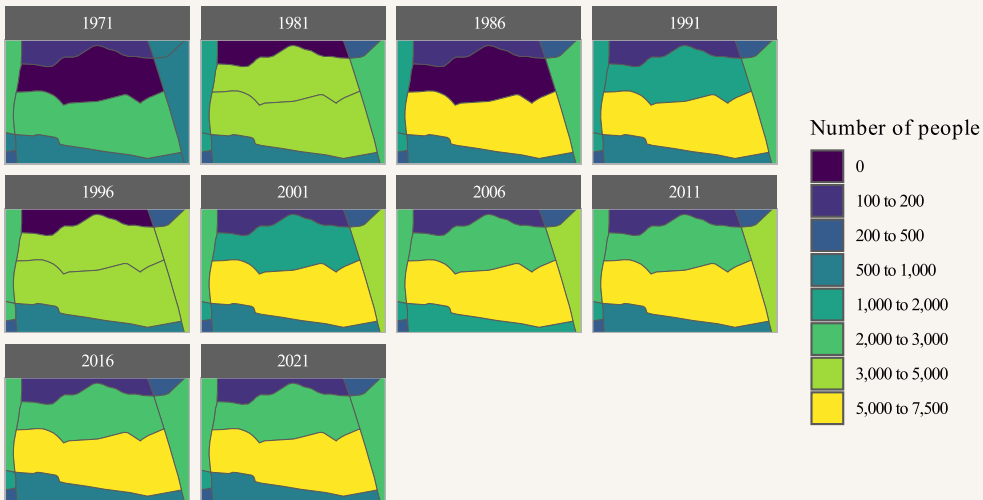 1971
1981
1986
1991
1996
2001
2006
2011
2016
2021
Number of people
0
100 to 200
200 to 500
500 to 1,000
1,000 to 2,000
2,000 to 3,000
3,000 to 5,000
5,000 to 7,500